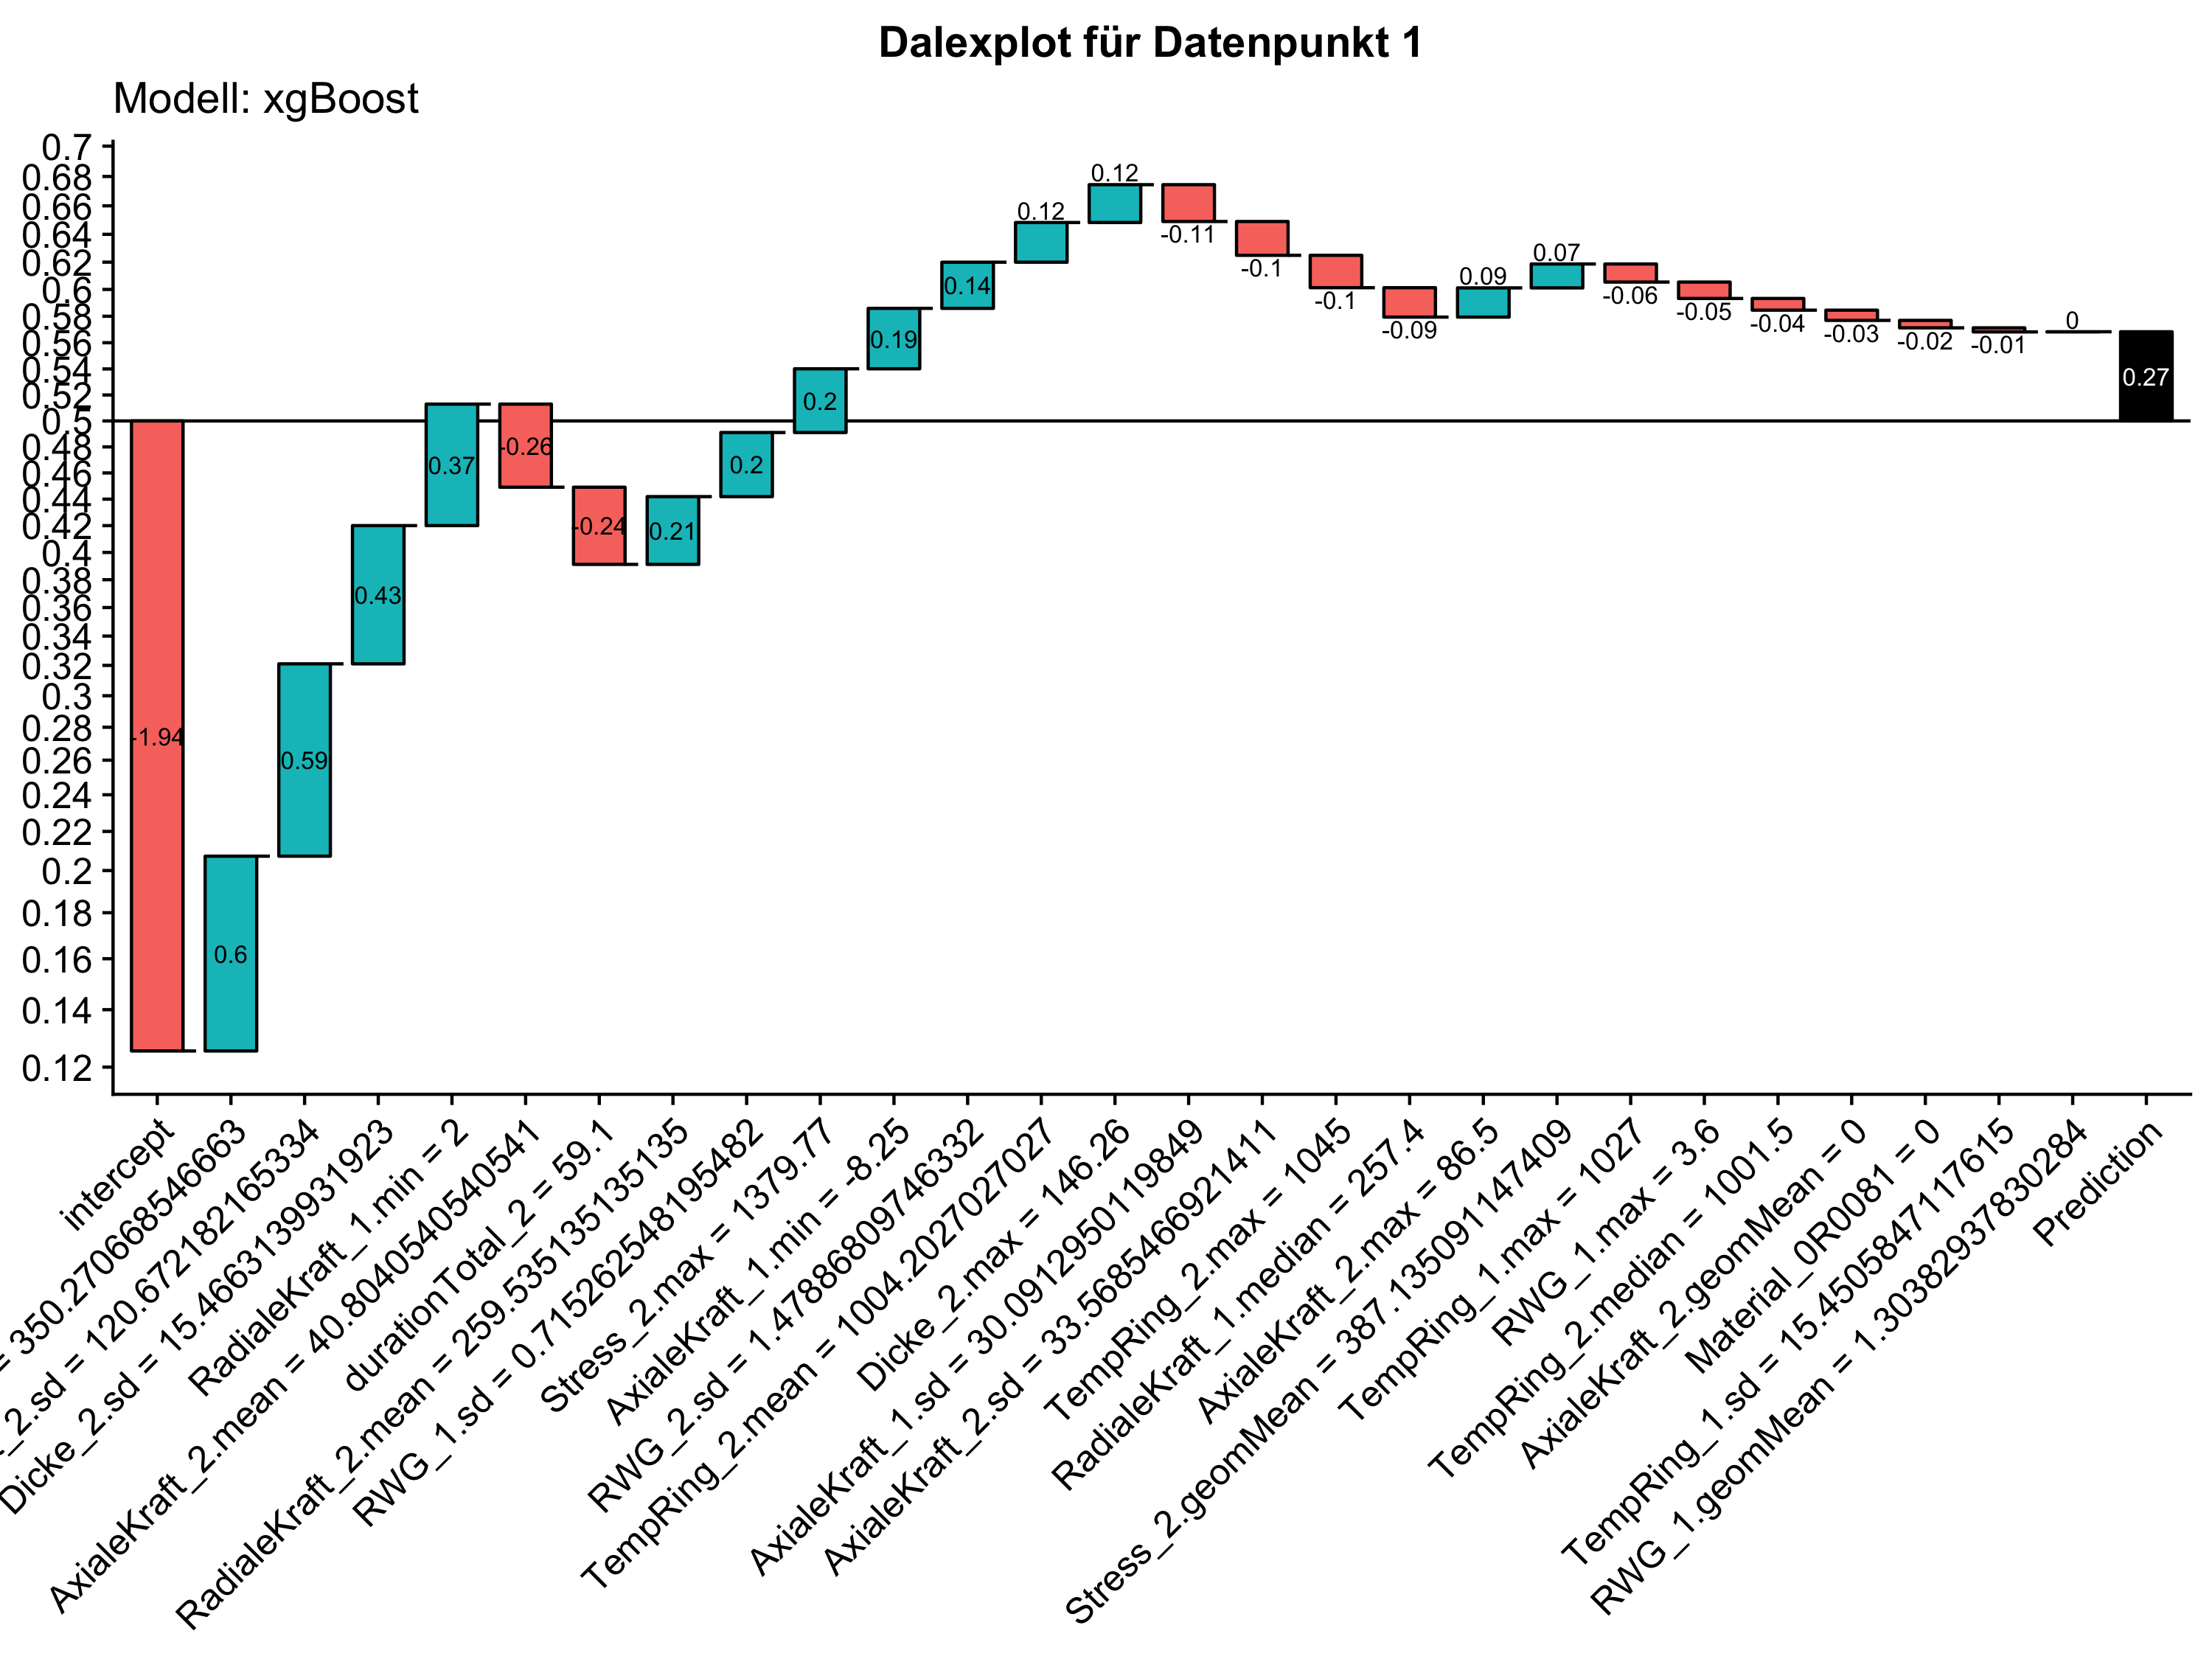 Dalexplot für Datenpunkt 1
Modell: xgBoost
0.7
0.68
0.66
0.64
0.62
0.6
0.58
0.56
0.54
0.52
0.5
0.48
0.46
0.44
0.42
0.4
0.38
0.36
0.34
0.32
0.3
0.28
0.26
0.24
0.22
0.2
0.18
0.16
0.14
0.12
-1.94
0.6
0.59
0.43
0.37
-0.26
-0.24
0.21
0.2
0.2
0.19
0.14
0.12
0.12
-0.11
-0.1
-0.1
-0.09
0.09
0.07
-0.06
-0.05
-0.04
-0.03
-0.02
-0.01
0
0.27
intercept
= 350.270668546663
_2.sd = 120.672182165334
Dicke_2.sd = 15.4663139931923
RadialeKraft_1.min = 2
AxialeKraft_2.mean = 40.8040540540541
durationTotal_2 = 59.1
RadialeKraft_2.mean = 259.535135135135
RWG_1.sd = 0.715262548195482
Stress_2.max = 1379.77
AxialeKraft_1.min = -8.25
RWG_2.sd = 1.47886809746332
TempRing_2.mean = 1004.2027027027
Dicke_2.max = 146.26
AxialeKraft_1.sd = 30.0912950119849
AxialeKraft_2.sd = 33.5685466921411
TempRing_2.max = 1045
RadialeKraft_1.median = 257.4
AxialeKraft_2.max = 86.5
Stress_2.geomMean = 387.135091147409
TempRing_1.max = 1027
RWG_1.max = 3.6
TempRing_2.median = 1001.5
AxialeKraft_2.geomMean = 0
Material_0R0081 = 0
TempRing_1.sd = 15.4505847117615
RWG_1.geomMean = 1.30382937830284
Prediction